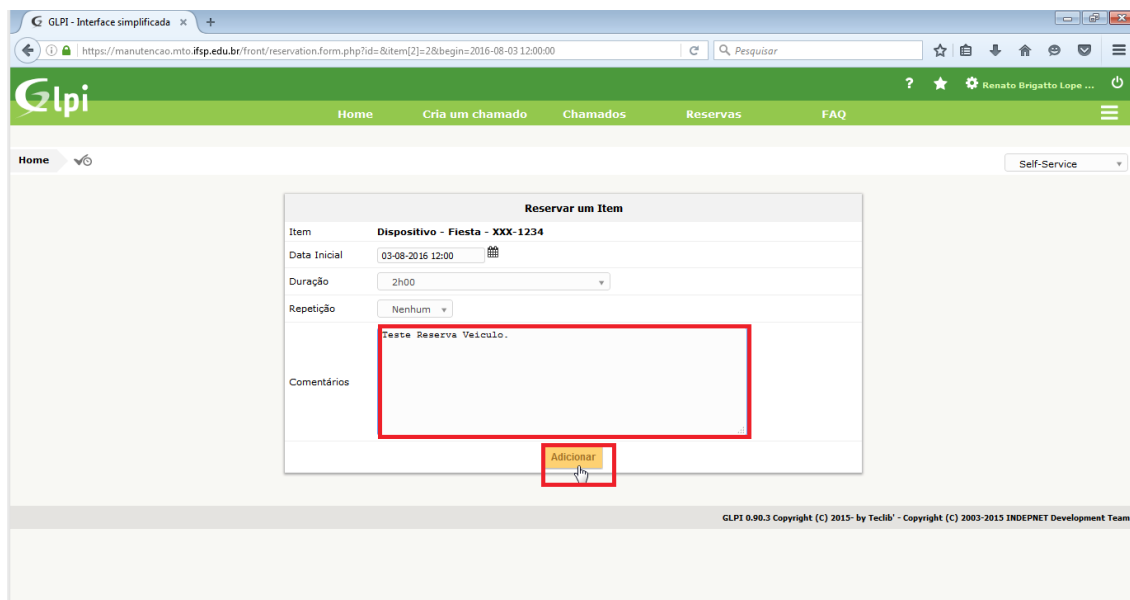 GLPI - Interface simplificada × +
https://manutencao.mto.ifsp.edu.br/front/reservation.form.php?id=&item[2]=2&begin=2016-08-03 12:00:00
Pesquisar
Glpi
? Renato Brigatto Lope ...
Home Cria um chamado Chamados Reservas FAQ
Home
Self-Service
Reservar um Item
Item Dispositivo - Fiesta - XXX-1234
Data Inicial 03-08-2016 12:00
Duração 2h00
Repetição Nenhum
Teste Reserva Veiculo.
Comentários
Adicionar
GLPI 0.90.3 Copyright (C) 2015- by Teclib' - Copyright (C) 2003-2015 INDEPNET Development Team